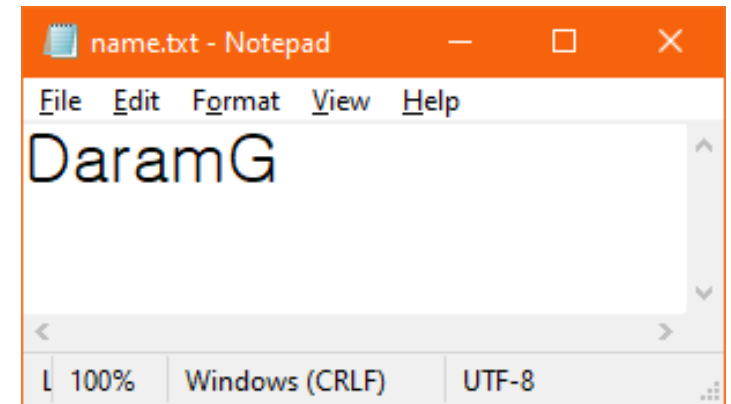 name.txt - Notepad
File Edit Format View Help
DaramG
100% Windows (CRLF) UTF-8